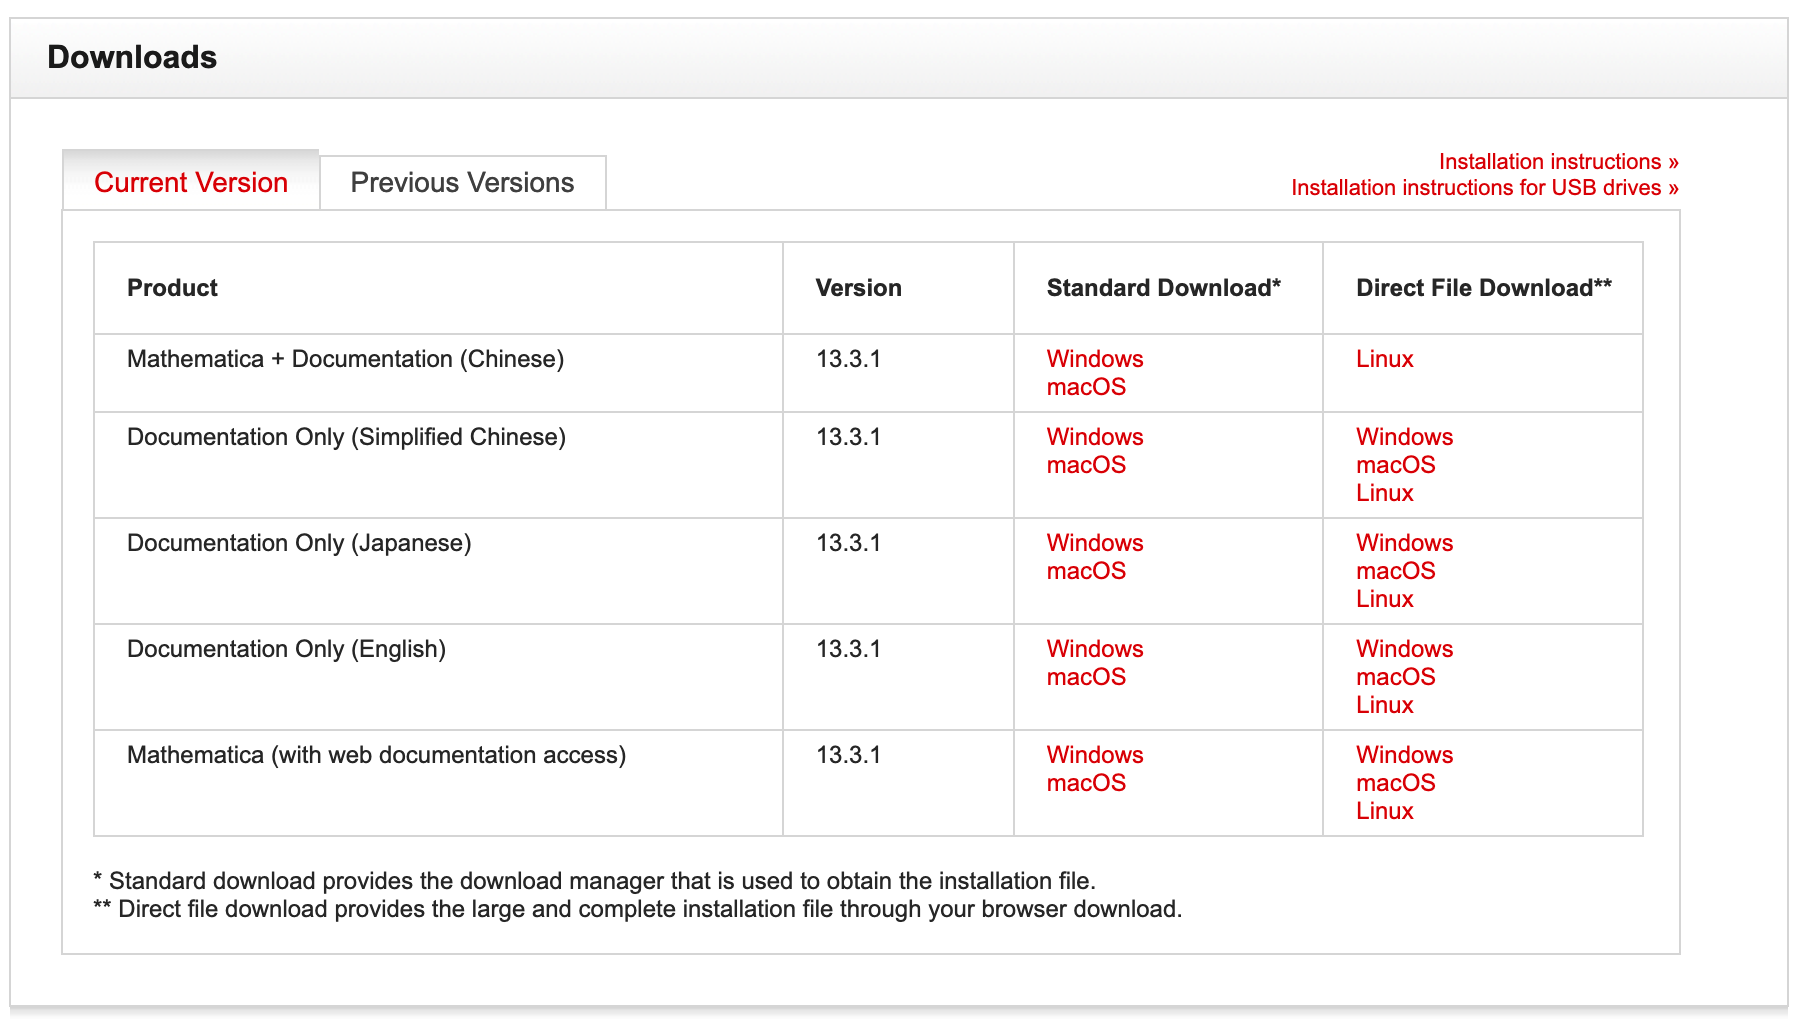 Downloads
Current Version
Previous Versions
Installation instructions »
Installation instructions for USB drives »
Product Version Standard Download* Direct File Download**
Mathematica + Documentation (Chinese) 13.3.1 Windows Linux
macOS
Documentation Only (Simplified Chinese) 13.3.1 Windows Windows
macOS macOS
Linux
Documentation Only (Japanese) 13.3.1 Windows Windows
macOS macOS
Linux
Documentation Only (English) 13.3.1 Windows Windows
macOS macOS
Linux
Mathematica (with web documentation access) 13.3.1 Windows Windows
macOS macOS
Linux
* Standard download provides the download manager that is used to obtain the installation file.
** Direct file download provides the large and complete installation file through your browser download.